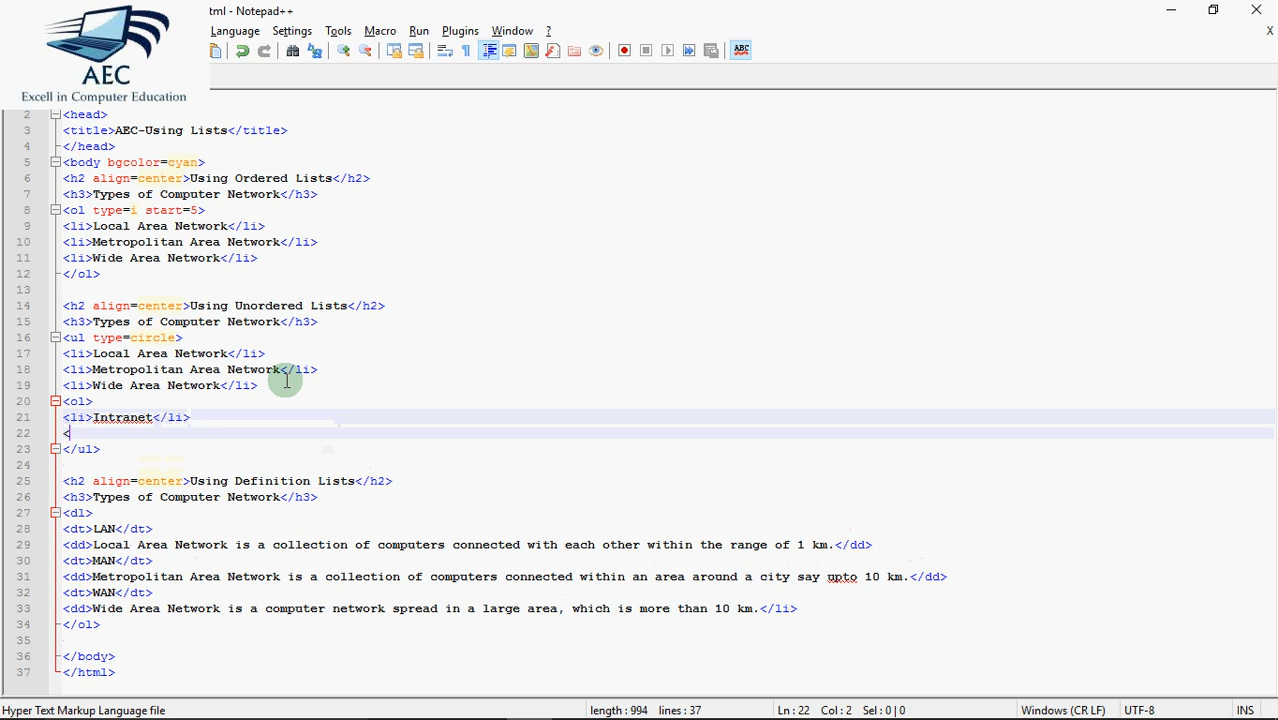 tml - Notepad++
Language Settings Tools Macro Run Plugins Window ? X
ABC
AEC
Excell in Computer Education
2 <head>
3 <title>AEC-Using Lists</title>
4 </head>
5 <body bgcolor=cyan>
6 <h2 align=center>Using Ordered Lists</h2>
7 <h3>Types of Computer Network</h3>
8 <ol type=i start=5>
9 <li>Local Area Network</li>
10 <li>Metropolitan Area Network</li>
11 <li>Wide Area Network</li>
12 </ol>
13
14 <h2 align=center>Using Unordered Lists</h2>
15 <h3>Types of Computer Network</h3>
16 <ul type=circle>
17 <li>Local Area Network</li>
18 <li>Metropolitan Area Network</li>
19 <li>Wide Area Network</li>
20 <ol>
21 <li>Intranet</li>
22 <
23 </ul>
24
25 <h2 align=center>Using Definition Lists</h2>
26 <h3>Types of Computer Network</h3>
27 <dl>
28 <dt>LAN</dt>
29 <dd>Local Area Network is a collection of computers connected with each other within the range of 1 km.</dd>
30 <dt>MAN</dt>
31 <dd>Metropolitan Area Network is a collection of computers connected within an area around a city say upto 10 km.</dd>
32 <dt>WAN</dt>
33 <dd>Wide Area Network is a computer network spread in a large area, which is more than 10 km.</li>
34 </ol>
35
36 </body>
37 </html>
Hyper Text Markup Language file length : 994 lines : 37 Ln : 22 Col : 2 Sel : 0 | 0 Windows (CR LF) UTF-8 INS